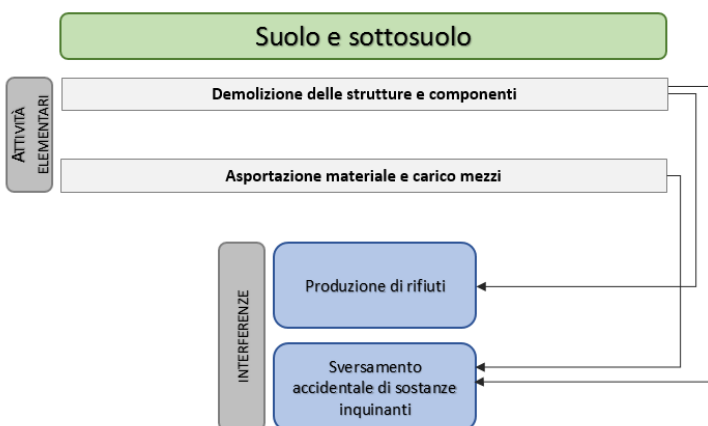 Suolo e sottosuolo
ATTIVITÀ
ELEMENTARI
Demolizione delle strutture e componenti
Asportazione materiale e carico mezzi
INTERFERENZE
Produzione di rifiuti
Sversamento
accidentale di sostanze
inquinanti